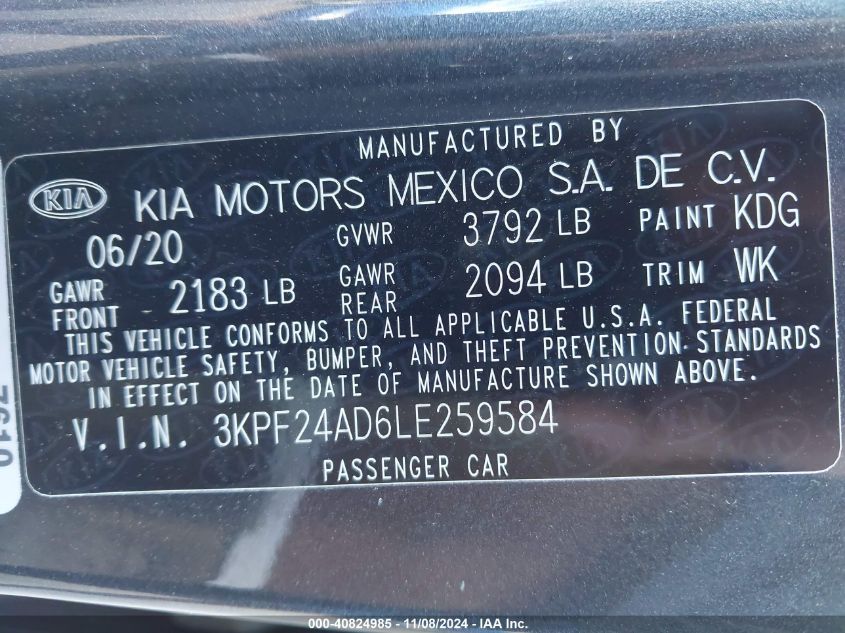 MANUFACTURED BY
KIA KIA MOTORS MEXICO S.A. DE C.V.
06/20 GVWR 3792 LB PAINT KDG
GAWR FRONT 2183 LB GAWR REAR 2094 LB TRIM WK
THIS VEHICLE CONFORMS TO ALL APPLICABLE U.S.A. FEDERAL
MOTOR VEHICLE SAFETY, BUMPER, AND THEFT PREVENTION STANDARDS
IN EFFECT ON THE DATE OF MANUFACTURE SHOWN ABOVE.
V.I.N. 3KPF24AD6LE259584
PASSENGER CAR
000-40824985 - 11/08/2024 - IAA Inc.